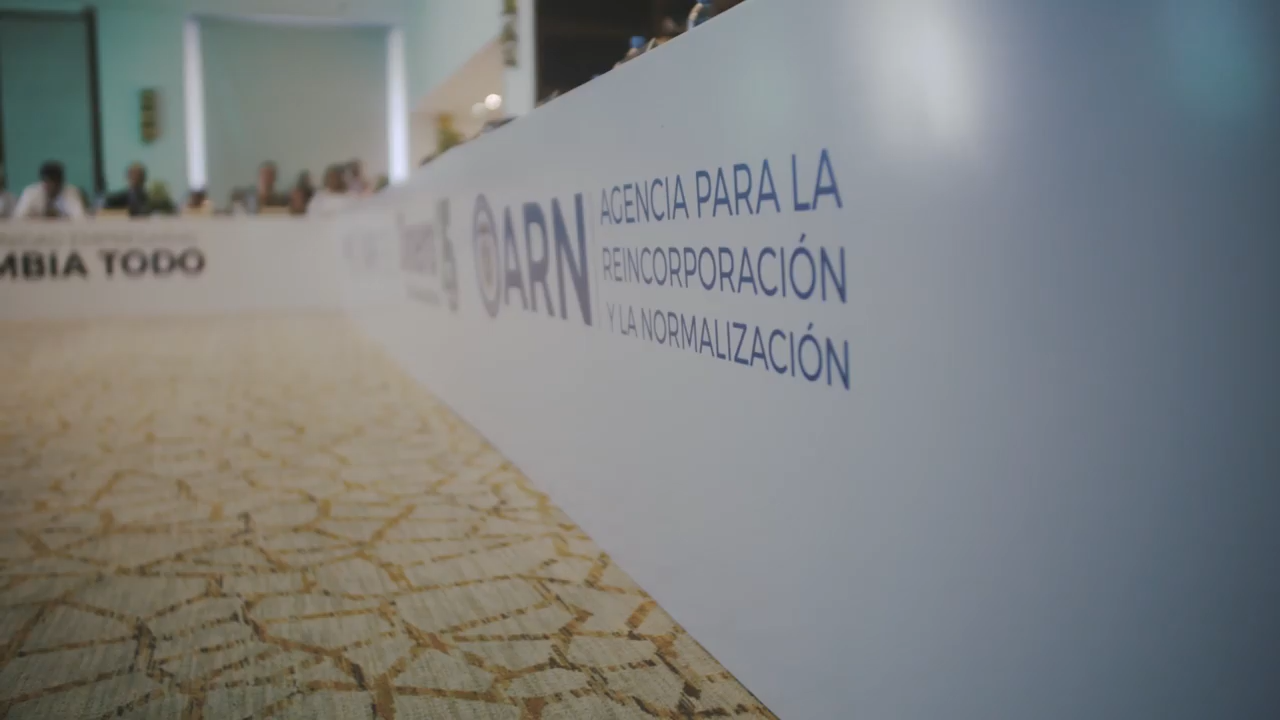 MBIA TODO
ARN
AGENCIA PARA LA
REINCORPORACIÓN
Y LA NORMALIZACIÓN